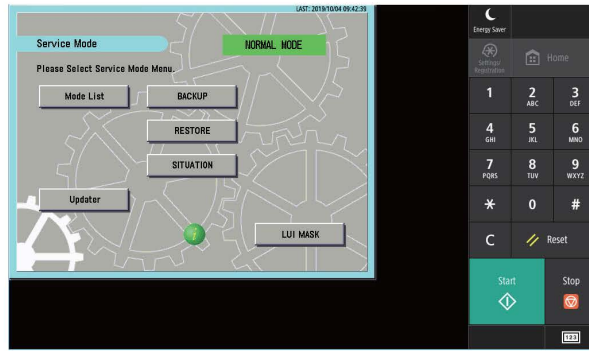 LAST: 2019/10/04 09:42:39
Service Mode
NORMAL MODE
Please Select Service Mode Menu.
Mode List
BACKUP
RESTORE
SITUATION
Updater
i
LUI MASK
Energy Saver
Settings/
Registration
Home
1
2
ABC
3
DEF
4
GHI
5
JKL
6
MNO
7
PQRS
8
TUV
9
WXYZ
*
0
#
C
Reset
Start
Stop
123